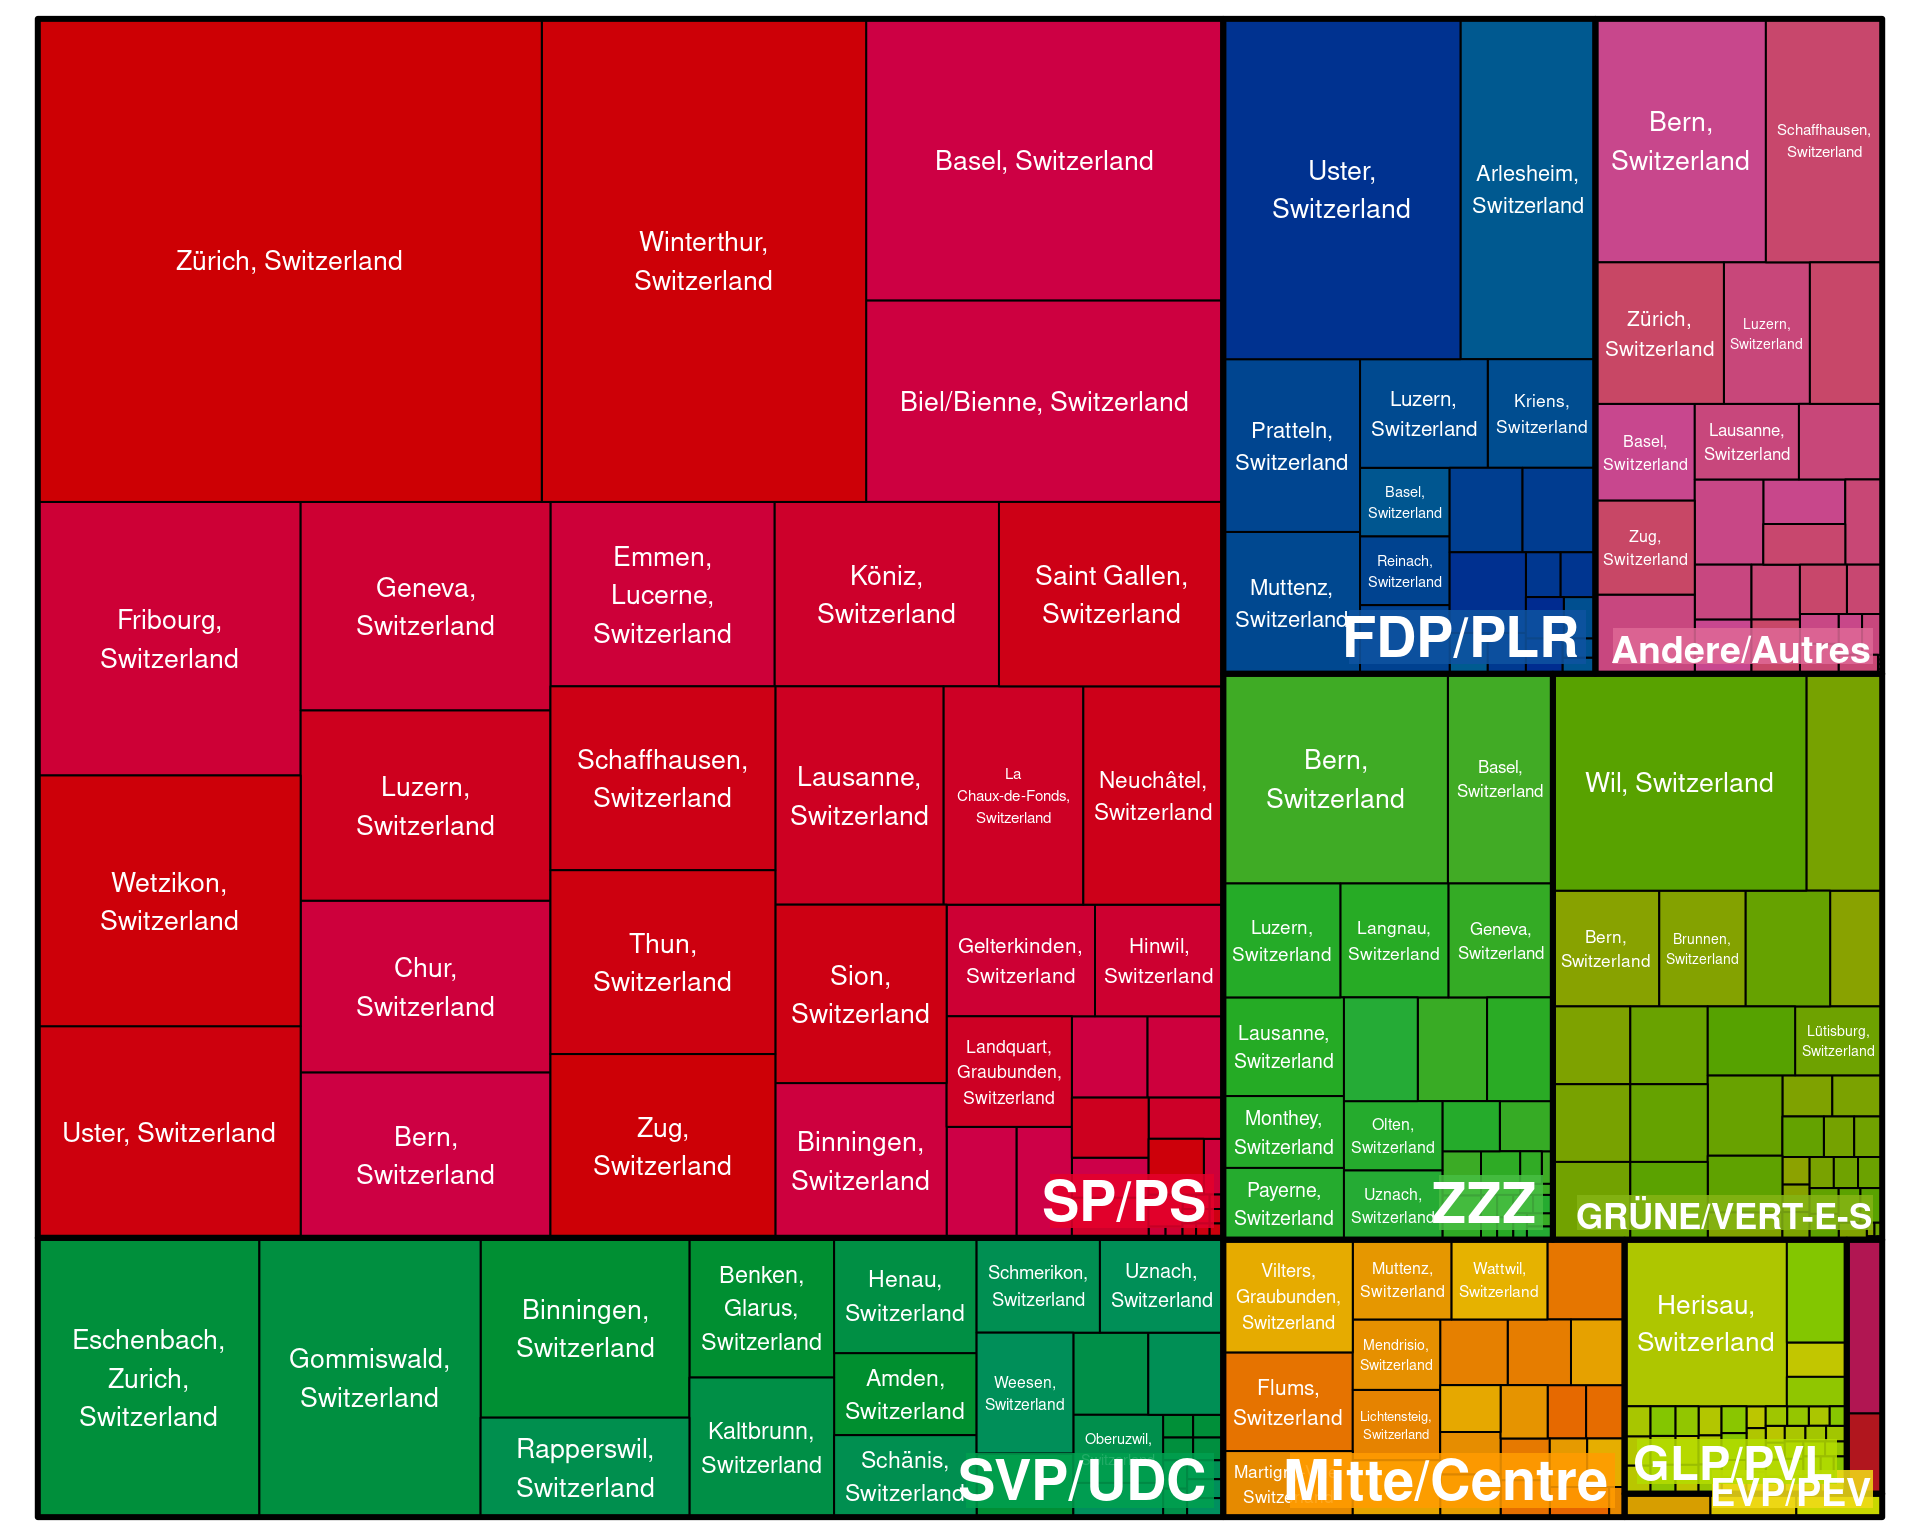 Zürich, Switzerland
Winterthur,
Switzerland
Basel, Switzerland
Biel/Bienne, Switzerland
Fribourg,
Switzerland
Wetzikon,
Switzerland
Uster, Switzerland
Geneva,
Switzerland
Luzern,
Switzerland
Chur,
Switzerland
Bern,
Switzerland
Emmen,
Lucerne,
Switzerland
Schaffhausen,
Switzerland
Thun,
Switzerland
Zug,
Switzerland
Köniz,
Switzerland
Saint Gallen,
Switzerland
Lausanne,
Switzerland
La
Chaux-de-Fonds,
Switzerland
Neuchâtel,
Switzerland
Sion,
Switzerland
Binningen,
Switzerland
Gelterkinden,
Switzerland
Hinwil,
Switzerland
Landquart,
Graubunden,
Switzerland
SP/PS
Uster,
Switzerland
Arlesheim,
Switzerland
Pratteln,
Switzerland
Muttenz,
Switzerland
Luzern,
Switzerland
Kriens,
Switzerland
Basel,
Switzerland
Reinach,
Switzerland
FDP/PLR
Bern,
Switzerland
Schaffhausen,
Switzerland
Zürich,
Switzerland
Luzern,
Switzerland
Basel,
Switzerland
Lausanne,
Switzerland
Zug,
Switzerland
Andere/Autres
Bern,
Switzerland
Basel,
Switzerland
Luzern,
Switzerland
Langnau,
Switzerland
Geneva,
Switzerland
Lausanne,
Switzerland
Monthey,
Switzerland
Payerne,
Switzerland
Olten,
Switzerland
Uznach,
Switzerland
ZZZ
Wil, Switzerland
Bern,
Switzerland
Brunnen,
Switzerland
Lütisburg,
Switzerland
GRÜNE/VERT-E-S
Eschenbach,
Zurich,
Switzerland
Gommiswald,
Switzerland
Binningen,
Switzerland
Rapperswil,
Switzerland
Benken,
Glarus,
Switzerland
Kaltbrunn,
Switzerland
Henau,
Switzerland
Amden,
Switzerland
Schänis,
Switzerland
Schmerikon,
Switzerland
Uznach,
Switzerland
Weesen,
Switzerland
Oberuzwil,
SVP/UDC
Vilters,
Graubunden,
Switzerland
Flums,
Switzerland
Muttenz,
Switzerland
Wattwil,
Switzerland
Mendrisio,
Switzerland
Lichtensteig,
Switzerland
Mitte/Centre
Herisau,
Switzerland
GLP/PVL
EVP/PEV